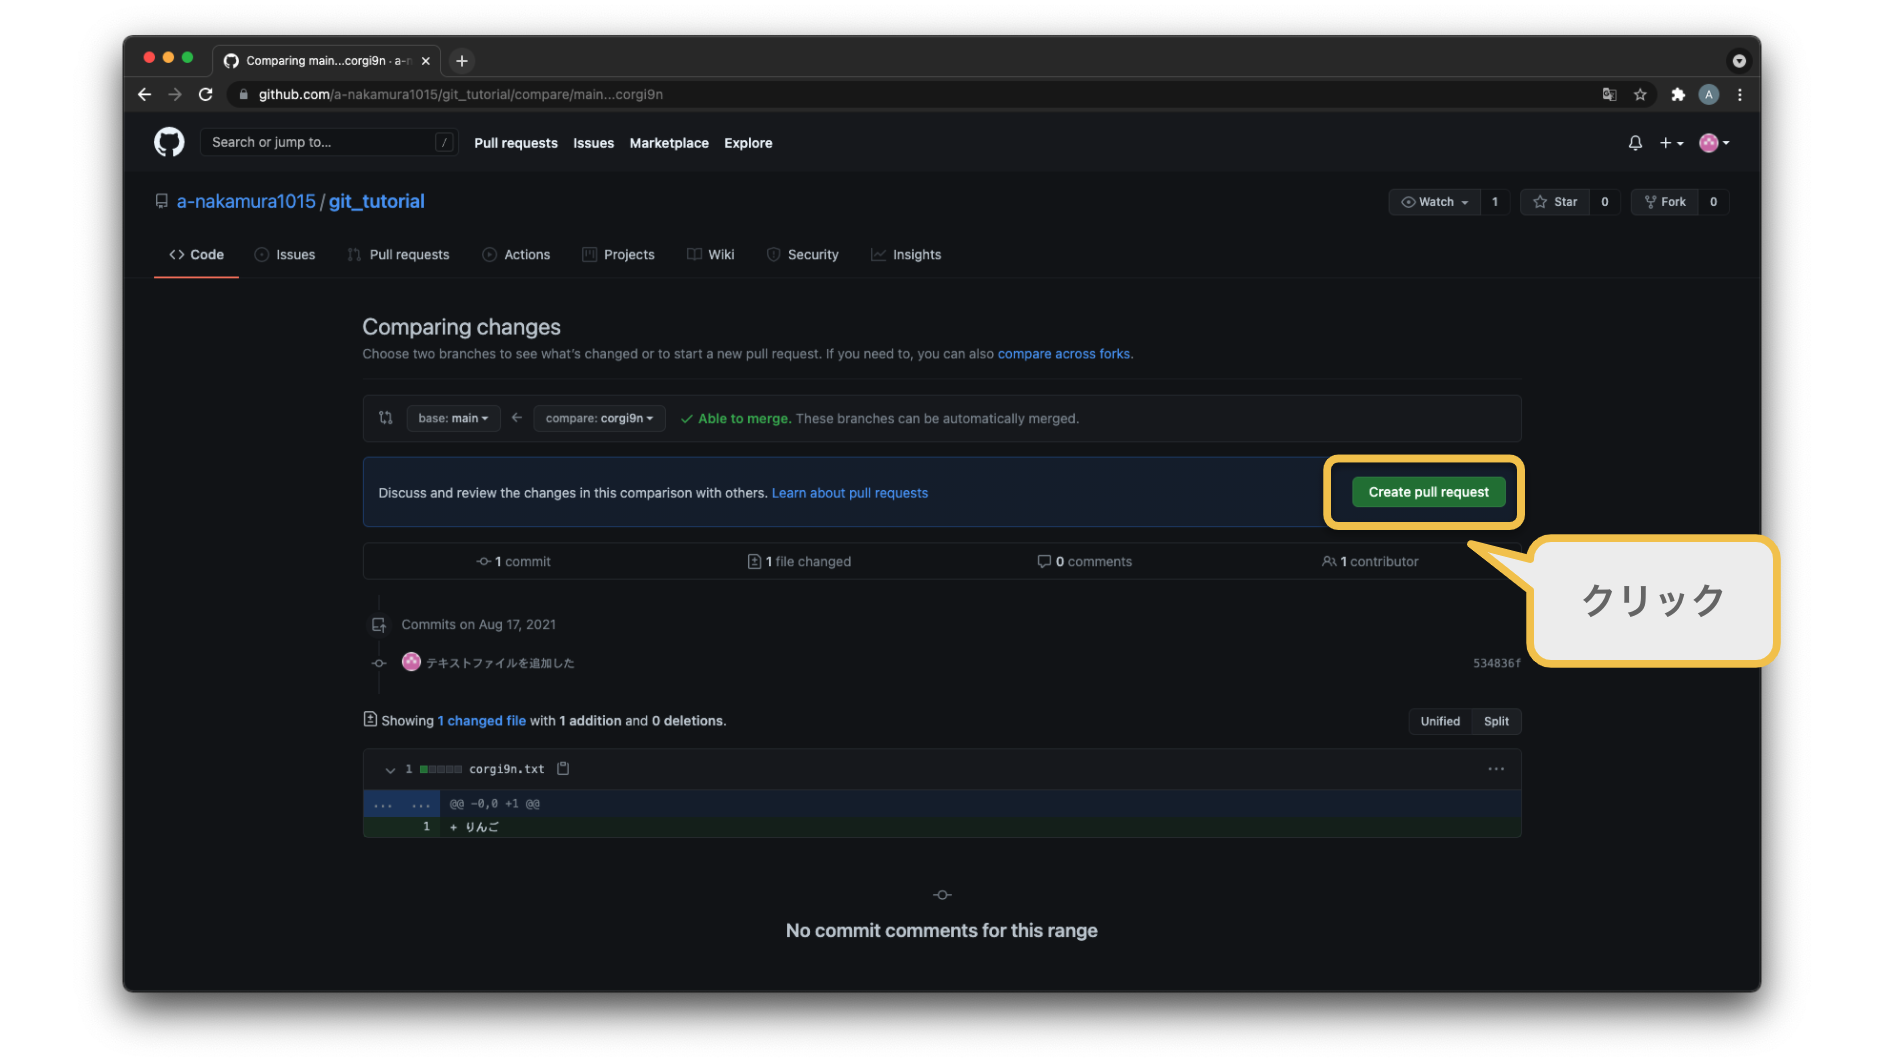 Comparing main...corgi9n · a-n
github.com/a-nakamura1015/git_tutorial/compare/main...corgi9n
A
Search or jump to...
/
Pull requests Issues Marketplace Explore
a-nakamura1015 / git_tutorial
Watch 1 Star 0 Fork 0
Code Issues Pull requests Actions Projects Wiki Security Insights
Comparing changes
Choose two branches to see what's changed or to start a new pull request. If you need to, you can also compare across forks.
base: main compare: corgi9n Able to merge. These branches can be automatically merged.
Discuss and review the changes in this comparison with others. Learn about pull requests
Create pull request
クリック
1 commit 1 file changed 0 comments 1 contributor
Commits on Aug 17, 2021
テキストファイルを追加した 534836f
Showing 1 changed file with 1 addition and 0 deletions.
Unified Split
1 corgi9n.txt ...
... ... @@ -0,0 +1 @@
1 + りんご
No commit comments for this range